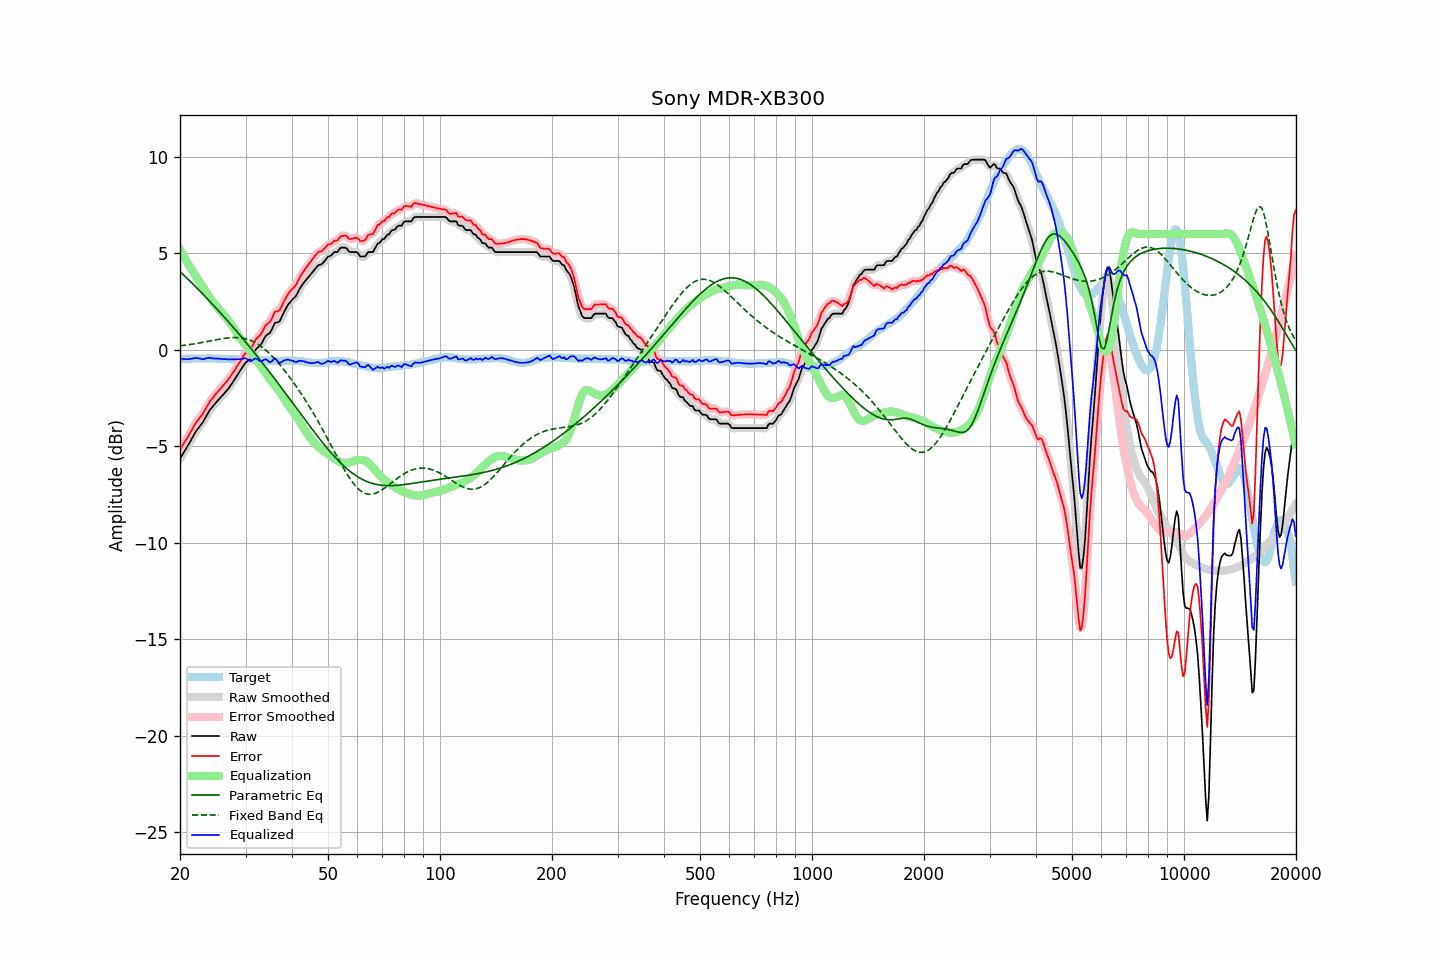 Sony MDR-XB300
Amplitude (dBr)
10
5
0
−5
−10
−15
−20
−25
Target
Raw Smoothed
Error Smoothed
Raw
Error
Equalization
Parametric Eq
Fixed Band Eq
Equalized
20 50 100 200 500 1000 2000 5000 10000 20000
Frequency (Hz)